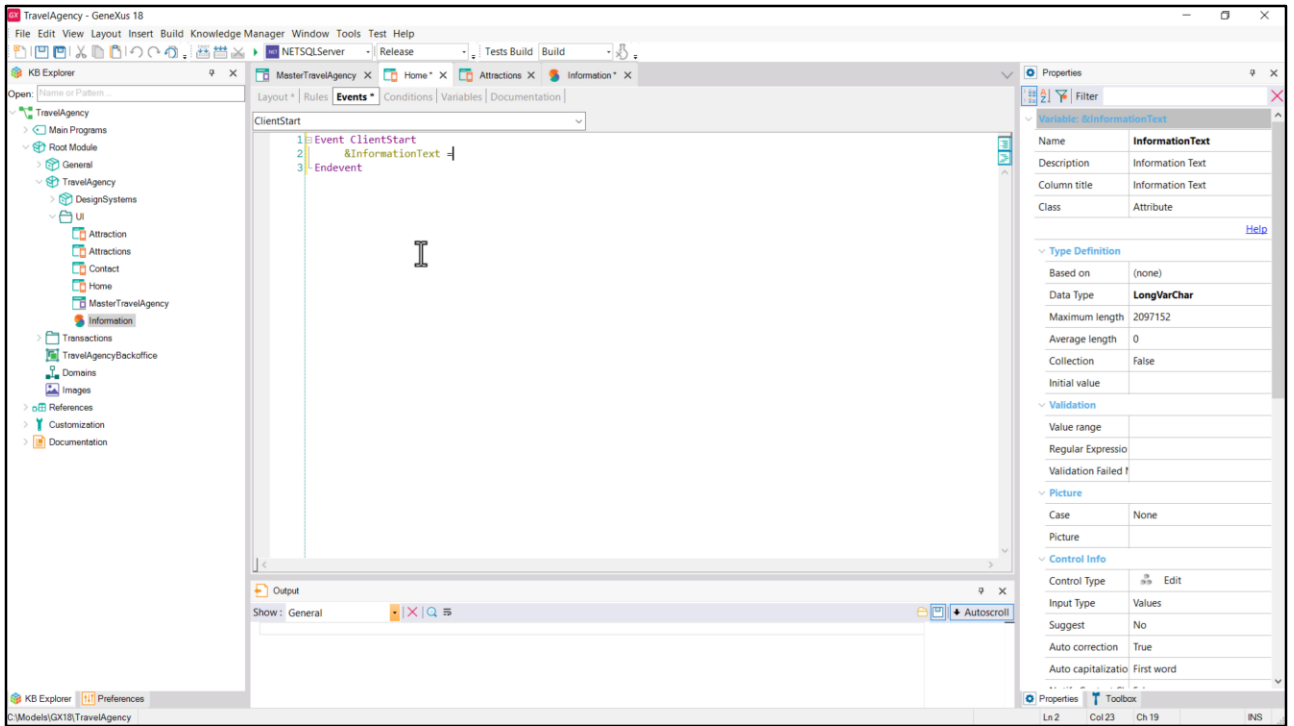 GX TravelAgency - GeneXus 18
File Edit View Layout Insert Build Knowledge Manager Window Tools Test Help
.NET NETSQLServer Release Tests Build Build
KB Explorer
Open: Name or Pattern ...
TravelAgency
Main Programs
Root Module
General
TravelAgency
DesignSystems
UI
Attraction
Attractions
Contact
Home
MasterTravelAgency
Information
Transactions
TravelAgencyBackoffice
Domains
Images
References
Customization
Documentation
KB Explorer Preferences
MasterTravelAgency X Home* X Attractions X Information* X
Layout * Rules Events * Conditions Variables Documentation
ClientStart
1 Event ClientStart
2 &InformationText =
3 Endevent
Output
Show: General Autoscroll
Properties
Filter
Variable: &InformationText
Name InformationText
Description Information Text
Column title Information Text
Class Attribute
Help
Type Definition
Based on (none)
Data Type LongVarChar
Maximum length 2097152
Average length 0
Collection False
Initial value
Validation
Value range
Regular Expressio
Validation Failed M
Picture
Case None
Picture
Control Info
Control Type Edit
Input Type Values
Suggest No
Auto correction True
Auto capitalizatio First word
Properties Toolbox
C:\Models\GX18\TravelAgency Ln 2 Col 23 Ch 19 INS